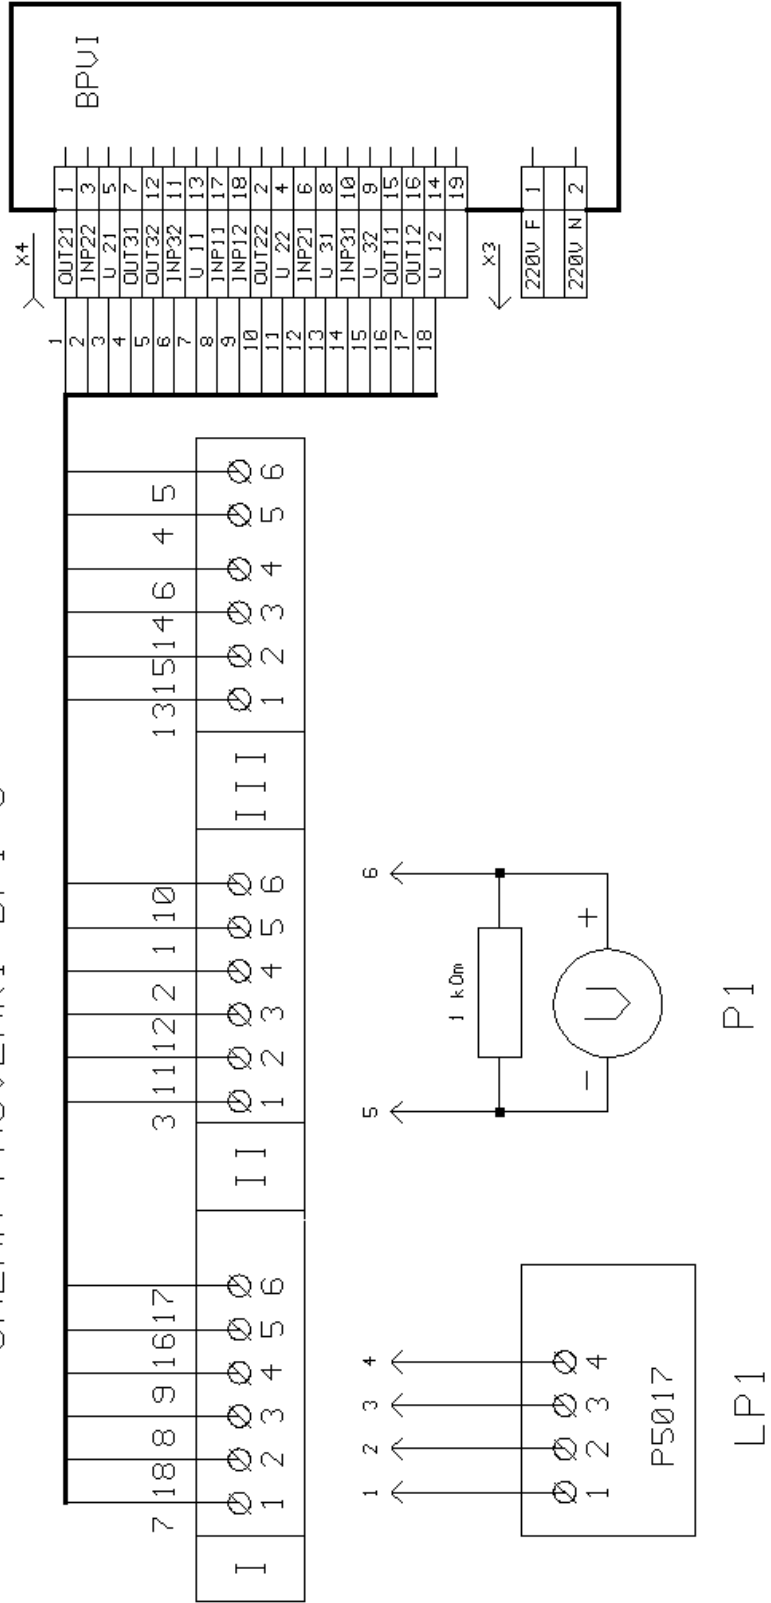 BPVI
X4
1 OUT21 1
2 INP22 3
3 U 21 5
4 OUT31 7
5 OUT32 12
6 INP32 11
7 U 11 13
8 INP11 17
9 INP12 18
10 OUT22 2
11 U 22 4
12 INP21 6
13 U 31 8
14 INP31 10
15 U 32 9
16 OUT11 15
17 OUT12 16
18 U 12 14
19
X3
220V F 1
220V N 2
7 18 8 9 16 17
I 1 2 3 4 5 6
3 11 12 2 1 10
II 1 2 3 4 5 6
13 15 14 6 4 5
III 1 2 3 4 5 6
1 2 3 4
1 2 3 4
P5017
LP1
5 6
1 kOm
- V +
P1